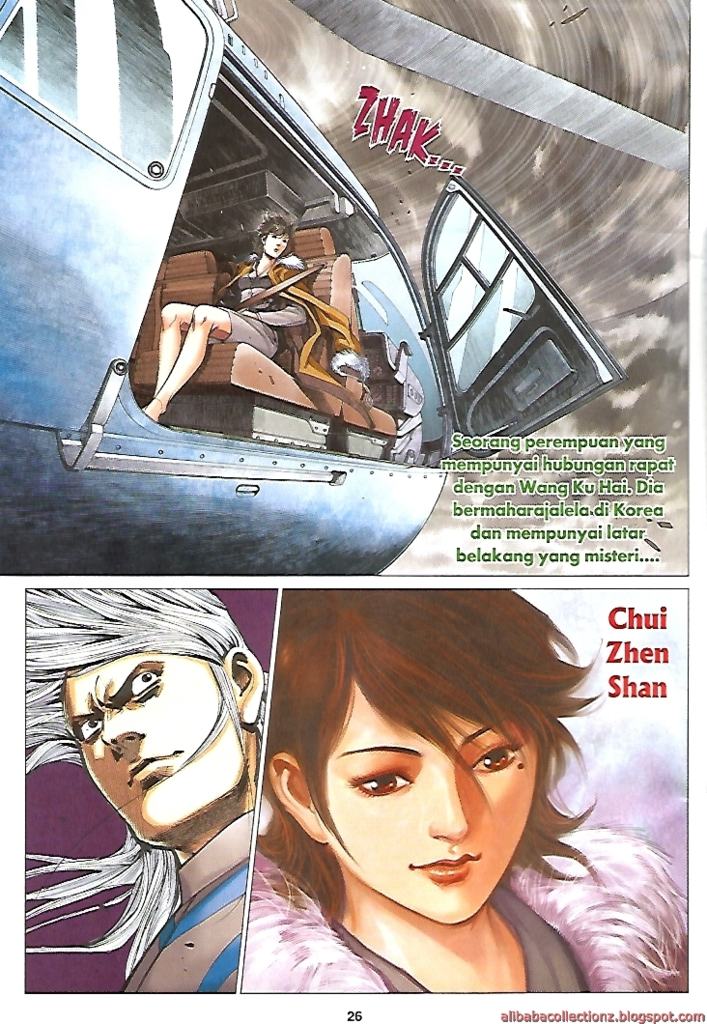 ZHAK...
Seorang perempuan yang
mempunyai hubungan rapat
dengan Wang Ku Hai. Dia
bermaharajalela di Korea
dan mempunyai latar
belakang yang misteri....
Chui
Zhen
Shan
26
alibabacollectionz.blogspot.com